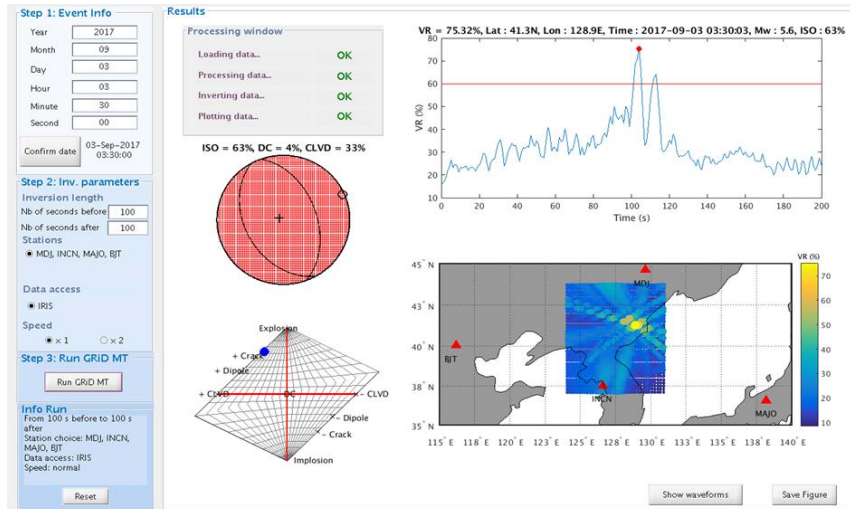 Step 1: Event Info
Year 2017
Month 09
Day 03
Hour 03
Minute 30
Second 00
Confirm date
03-Sep-2017
03:30:00
Step 2: Inv. parameters
Inversion length
Nb of seconds before 100
Nb of seconds after 100
Stations
MDJ, INCN, MAJO, BJT
Data access
IRIS
Speed
x 1 x 2
Step 3: Run GRiD MT
Run GRiD MT
Info Run
From 100 s before to 100 s
after
Station choice: MDJ, INCN,
MAJO, BJT
Data access: IRIS
Speed: normal
Reset
Results
Processing window
Loading data... OK
Processing data... OK
Inverting data... OK
Plotting data... OK
ISO = 63%, DC = 4%, CLVD = 33%
Explosion
+ Crack
+ Dipole
+ CLVD
DC
- CLVD
- Dipole
- Crack
Implosion
VR = 75.32%, Lat : 41.3N, Lon : 128.9E, Time : 2017-09-03 03:30:03, Mw : 5.6, ISO : 63%
VR (%)
80
70
60
50
40
30
20
10
0 20 40 60 80 100 120 140 160 180 200
Time (s)
45° N
43° N
40° N
38° N
35° N
115° E 118° E 120° E 123° E 125° E 128° E 131° E 133° E 136° E 138° E 140° E
MDJ
BJT
INCN
MAJO
VR (%)
70
60
50
40
30
20
10
Show waveforms
Save Figure